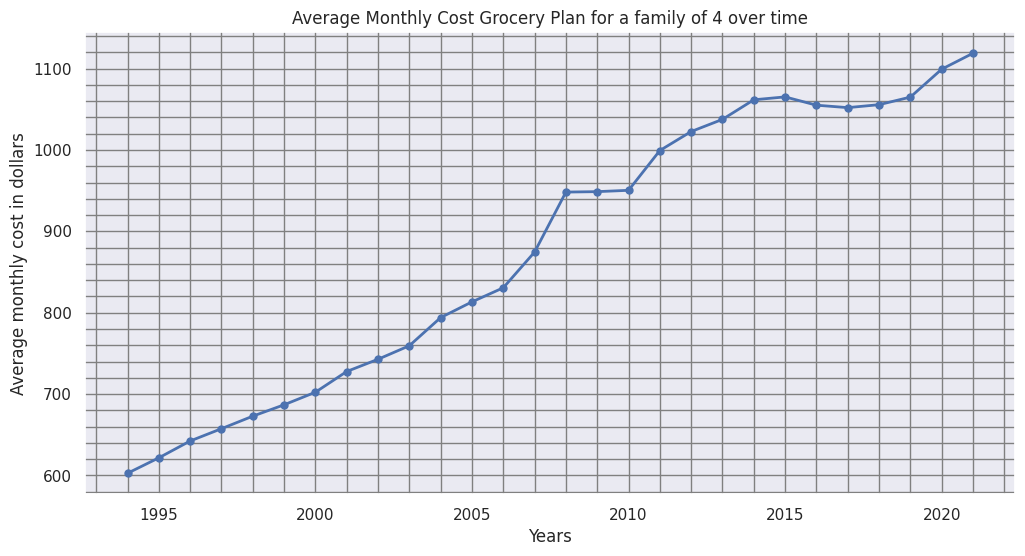 Average Monthly Cost Grocery Plan for a family of 4 over time
Average monthly cost in dollars
1100
1000
900
800
700
600
1995 2000 2005 2010 2015 2020
Years